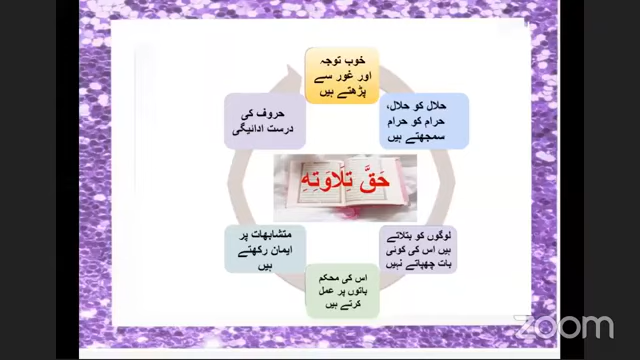 خوب توجہ
اور غور سے
پڑھتے ہیں
حلال کو حلال،
حرام کو حرام
سمجھتے ہیں
لوگوں کو بتلاتے
ہیں اس کی کوئی
بات چھپاتے نہیں
اس کی محکم
باتوں پر عمل
کرتے ہیں
متشابهات پر
ایمان رکھتے
ہیں
حروف کی
درست ادائیگی
حَقَّ تِلَاوَتِهِ
zoom